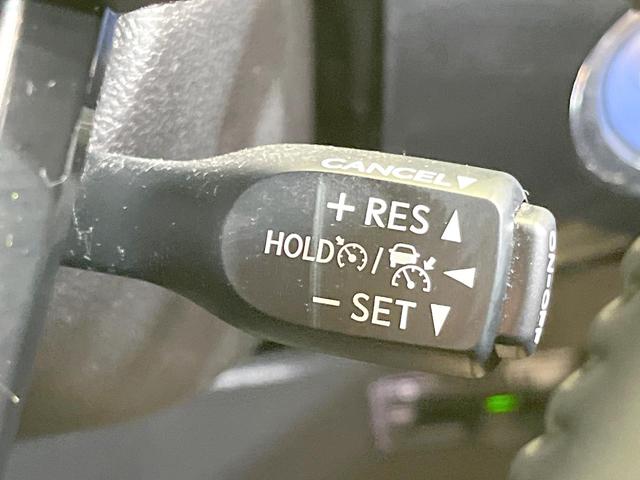 CANCEL▼
+ RES ▲
HOLD / ◀
− SET ▼
ON-OFF